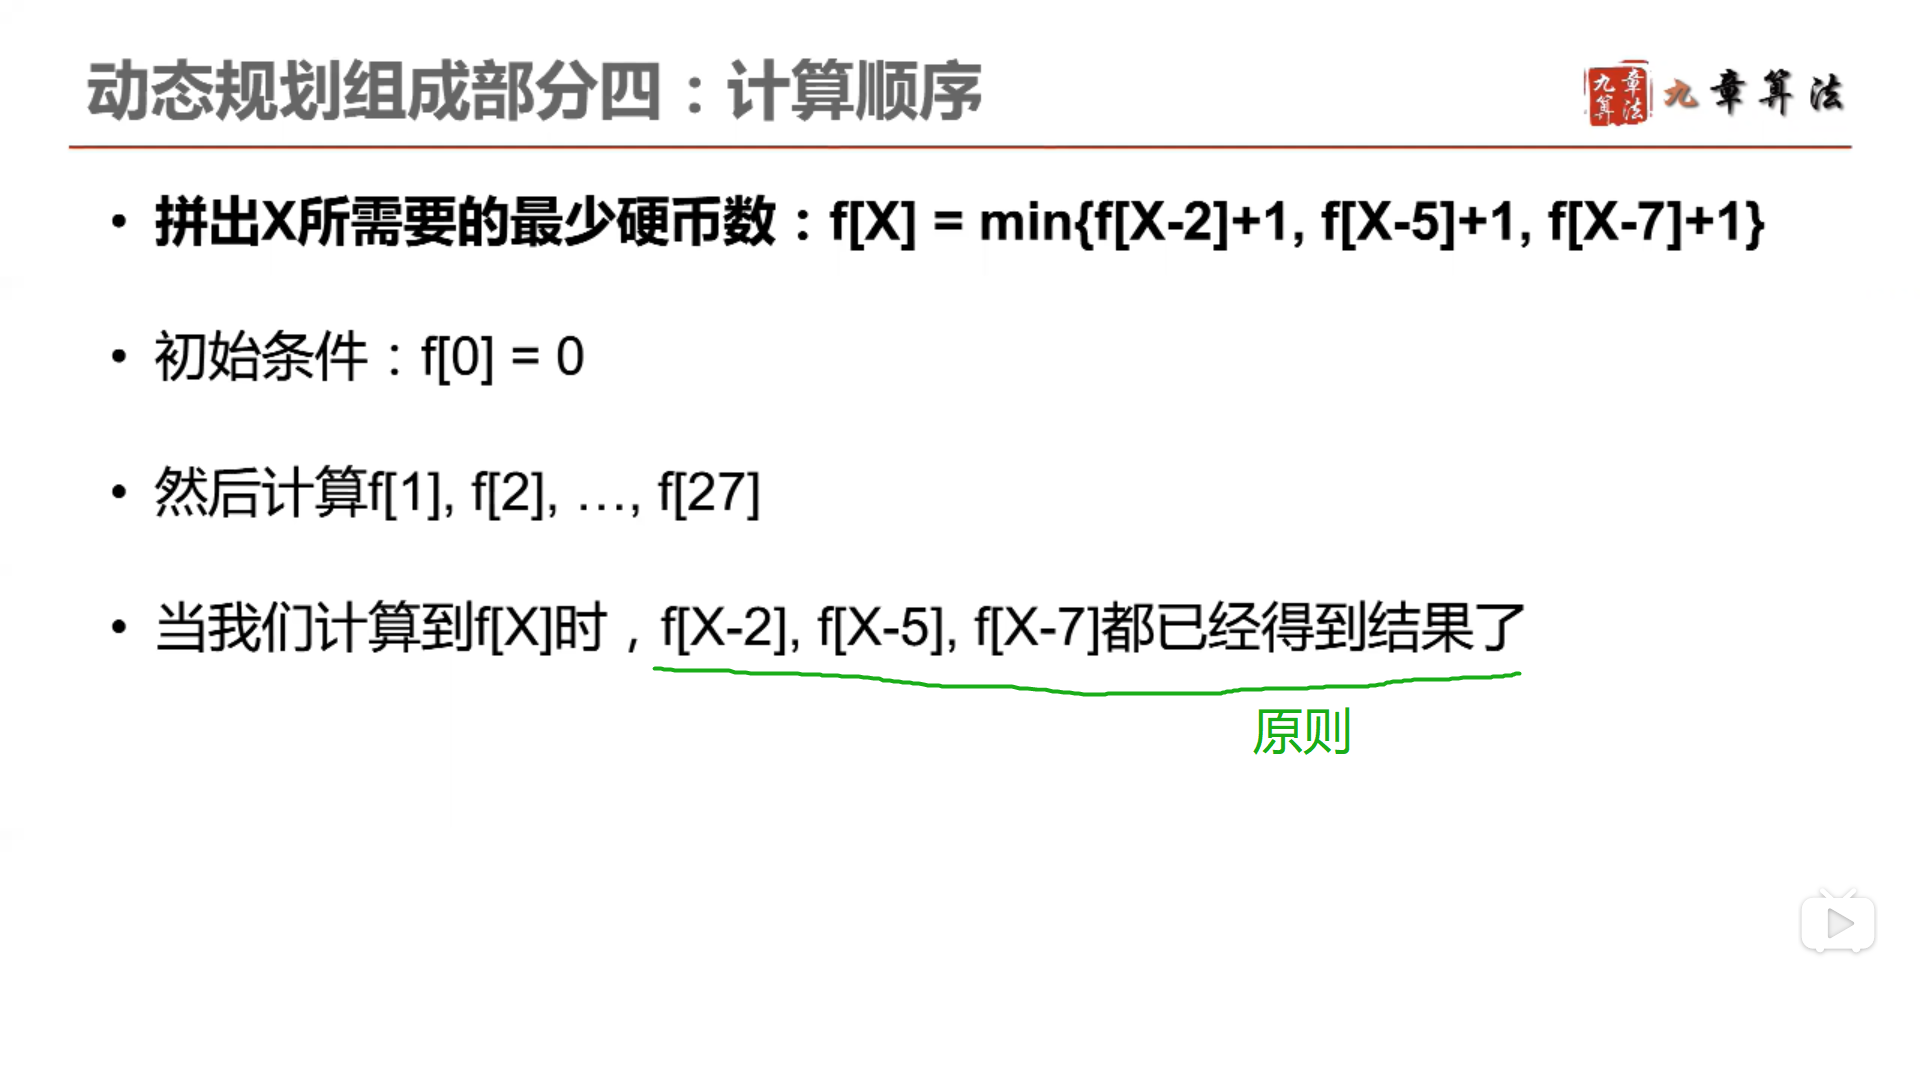 动态规划组成部分四：计算顺序
九章算法
九章算法
• 拼出X所需要的最少硬币数：f[X] = min{f[X-2]+1, f[X-5]+1, f[X-7]+1}
• 初始条件：f[0] = 0
• 然后计算f[1], f[2], …, f[27]
• 当我们计算到f[X]时，f[X-2], f[X-5], f[X-7]都已经得到结果了
原则